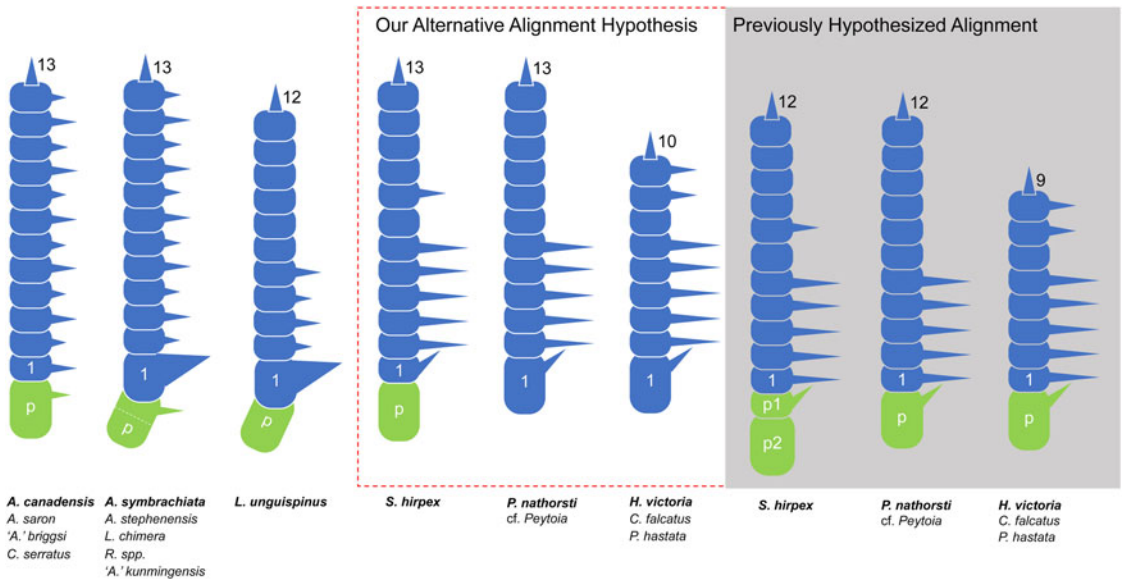 Our Alternative Alignment Hypothesis
Previously Hypothesized Alignment
13
13
12
13
13
10
12
12
9
1
1
1
1
1
1
1
1
1
p
p
p
p
p1
p2
p
p
A. canadensis
A. saron
'A.' briggsi
C. serratus
A. symbrachiata
A. stephenensis
L. chimera
R. spp.
'A.' kunmingensis
L. unguispinus
S. hirpex
P. nathorsti
cf. Peytoia
H. victoria
C. falcatus
P. hastata
S. hirpex
P. nathorsti
cf. Peytoia
H. victoria
C. falcatus
P. hastata